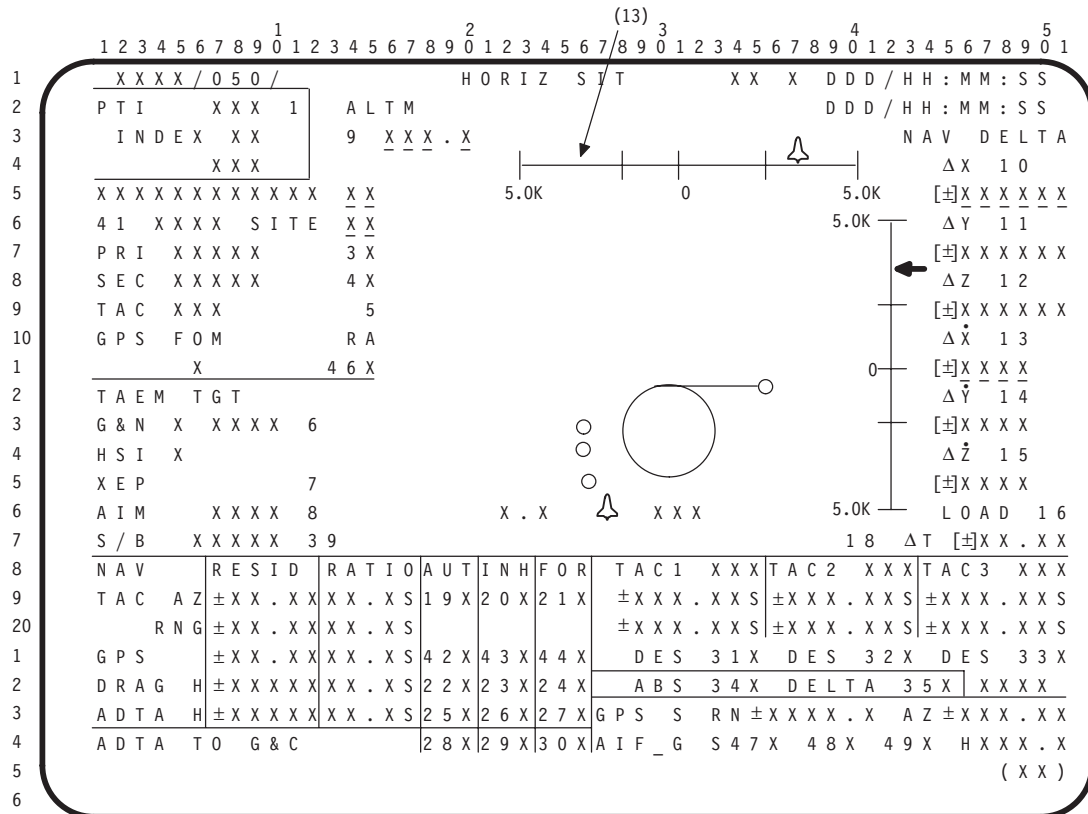 (13)
1 2 3 4 5
1 2 3 4 5 6 7 8 9 0 1 2 3 4 5 6 7 8 9 0 1 2 3 4 5 6 7 8 9 0 1 2 3 4 5 6 7 8 9 0 1 2 3 4 5 6 7 8 9 0 1
1 XXXX/050/ HORIZ SIT XX X DDD/HH:MM:SS
2 PTI XXX 1 ALTM DDD/HH:MM:SS
3 INDEX XX 9 XXX.X NAV DELTA
4 XXX ΔX 10
5 XXXXXXXXXXXX XX 5.0K 0 5.0K [±]XXXXXX
6 41 XXXX SITE XX 5.0K ΔY 11
7 PRI XXXXX 3X [±]XXXXXX
8 SEC XXXXX 4X ΔZ 12
9 TAC XXX 5 [±]XXXXXX
10 GPS FOM RA ΔẊ 13
1 X 46X 0 [±]XXXX
2 TAEM TGT ΔẎ 14
3 G&N X XXXX 6 [±]XXXX
4 HSI X ΔŻ 15
5 XEP 7 [±]XXXX
6 AIM XXXX 8 X.X XXX 5.0K LOAD 16
7 S/B XXXXX 39 18 ΔT [±]XX.XX
8 NAV RESID RATIO AUT INH FOR TAC1 XXX TAC2 XXX TAC3 XXX
9 TAC AZ ±XX.XX XX.XS 19X 20X 21X ±XXX.XXS ±XXX.XXS ±XXX.XXS
20 RNG ±XX.XX XX.XS ±XXX.XXS ±XXX.XXS ±XXX.XXS
1 GPS ±XX.XX XX.XS 42X 43X 44X DES 31X DES 32X DES 33X
2 DRAG H ±XXXXX XX.XS 22X 23X 24X ABS 34X DELTA 35X XXXX
3 ADTA H ±XXXXX XX.XS 25X 26X 27X GPS S RN±XXXX.X AZ±XXX.XX
4 ADTA TO G&C 28X 29X 30X AIF_G S47X 48X 49X HXXX.X
5 (XX)
6